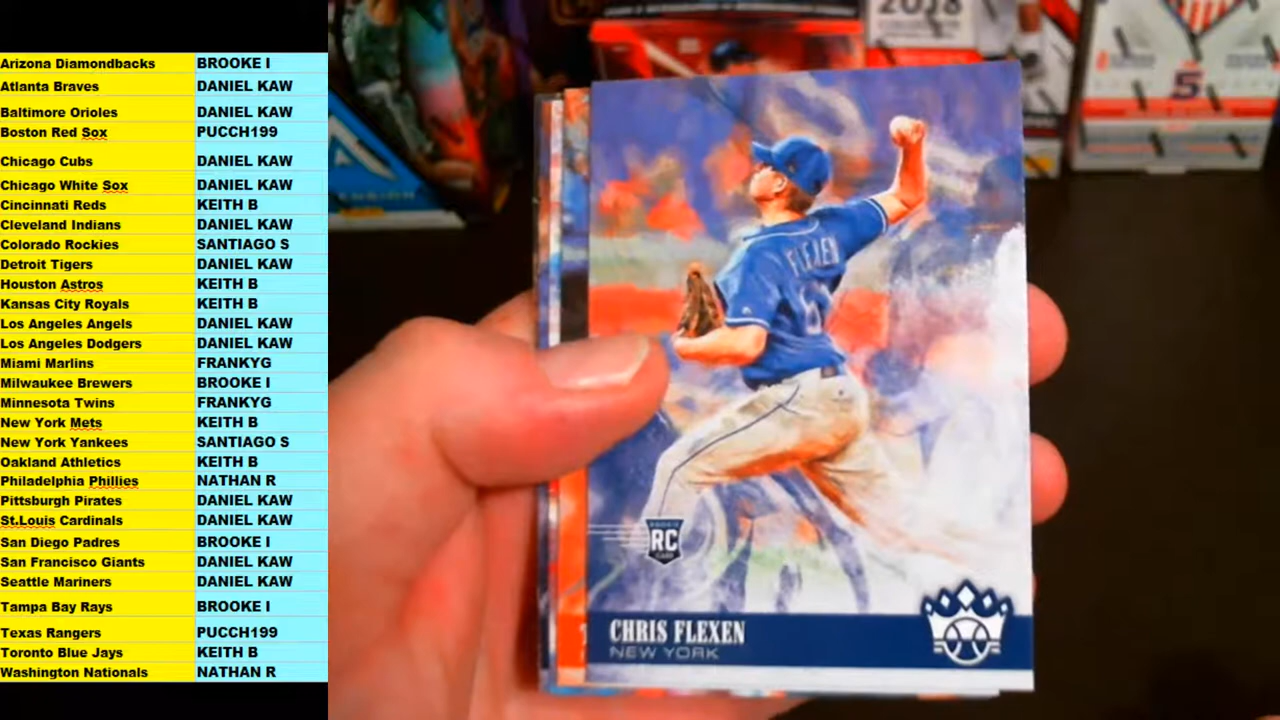 Arizona Diamondbacks BROOKE I
Atlanta Braves DANIEL KAW
Baltimore Orioles DANIEL KAW
Boston Red Sox PUCCH199
Chicago Cubs DANIEL KAW
Chicago White Sox DANIEL KAW
Cincinnati Reds KEITH B
Cleveland Indians DANIEL KAW
Colorado Rockies SANTIAGO S
Detroit Tigers DANIEL KAW
Houston Astros KEITH B
Kansas City Royals KEITH B
Los Angeles Angels DANIEL KAW
Los Angeles Dodgers DANIEL KAW
Miami Marlins FRANKYG
Milwaukee Brewers BROOKE I
Minnesota Twins FRANKYG
New York Mets KEITH B
New York Yankees SANTIAGO S
Oakland Athletics KEITH B
Philadelphia Phillies NATHAN R
Pittsburgh Pirates DANIEL KAW
St.Louis Cardinals DANIEL KAW
San Diego Padres BROOKE I
San Francisco Giants DANIEL KAW
Seattle Mariners DANIEL KAW
Tampa Bay Rays BROOKE I
Texas Rangers PUCCH199
Toronto Blue Jays KEITH B
Washington Nationals NATHAN R
2018
5
FLEXEN
ROOKIE
RC
CARD
CHRIS FLEXEN
NEW YORK